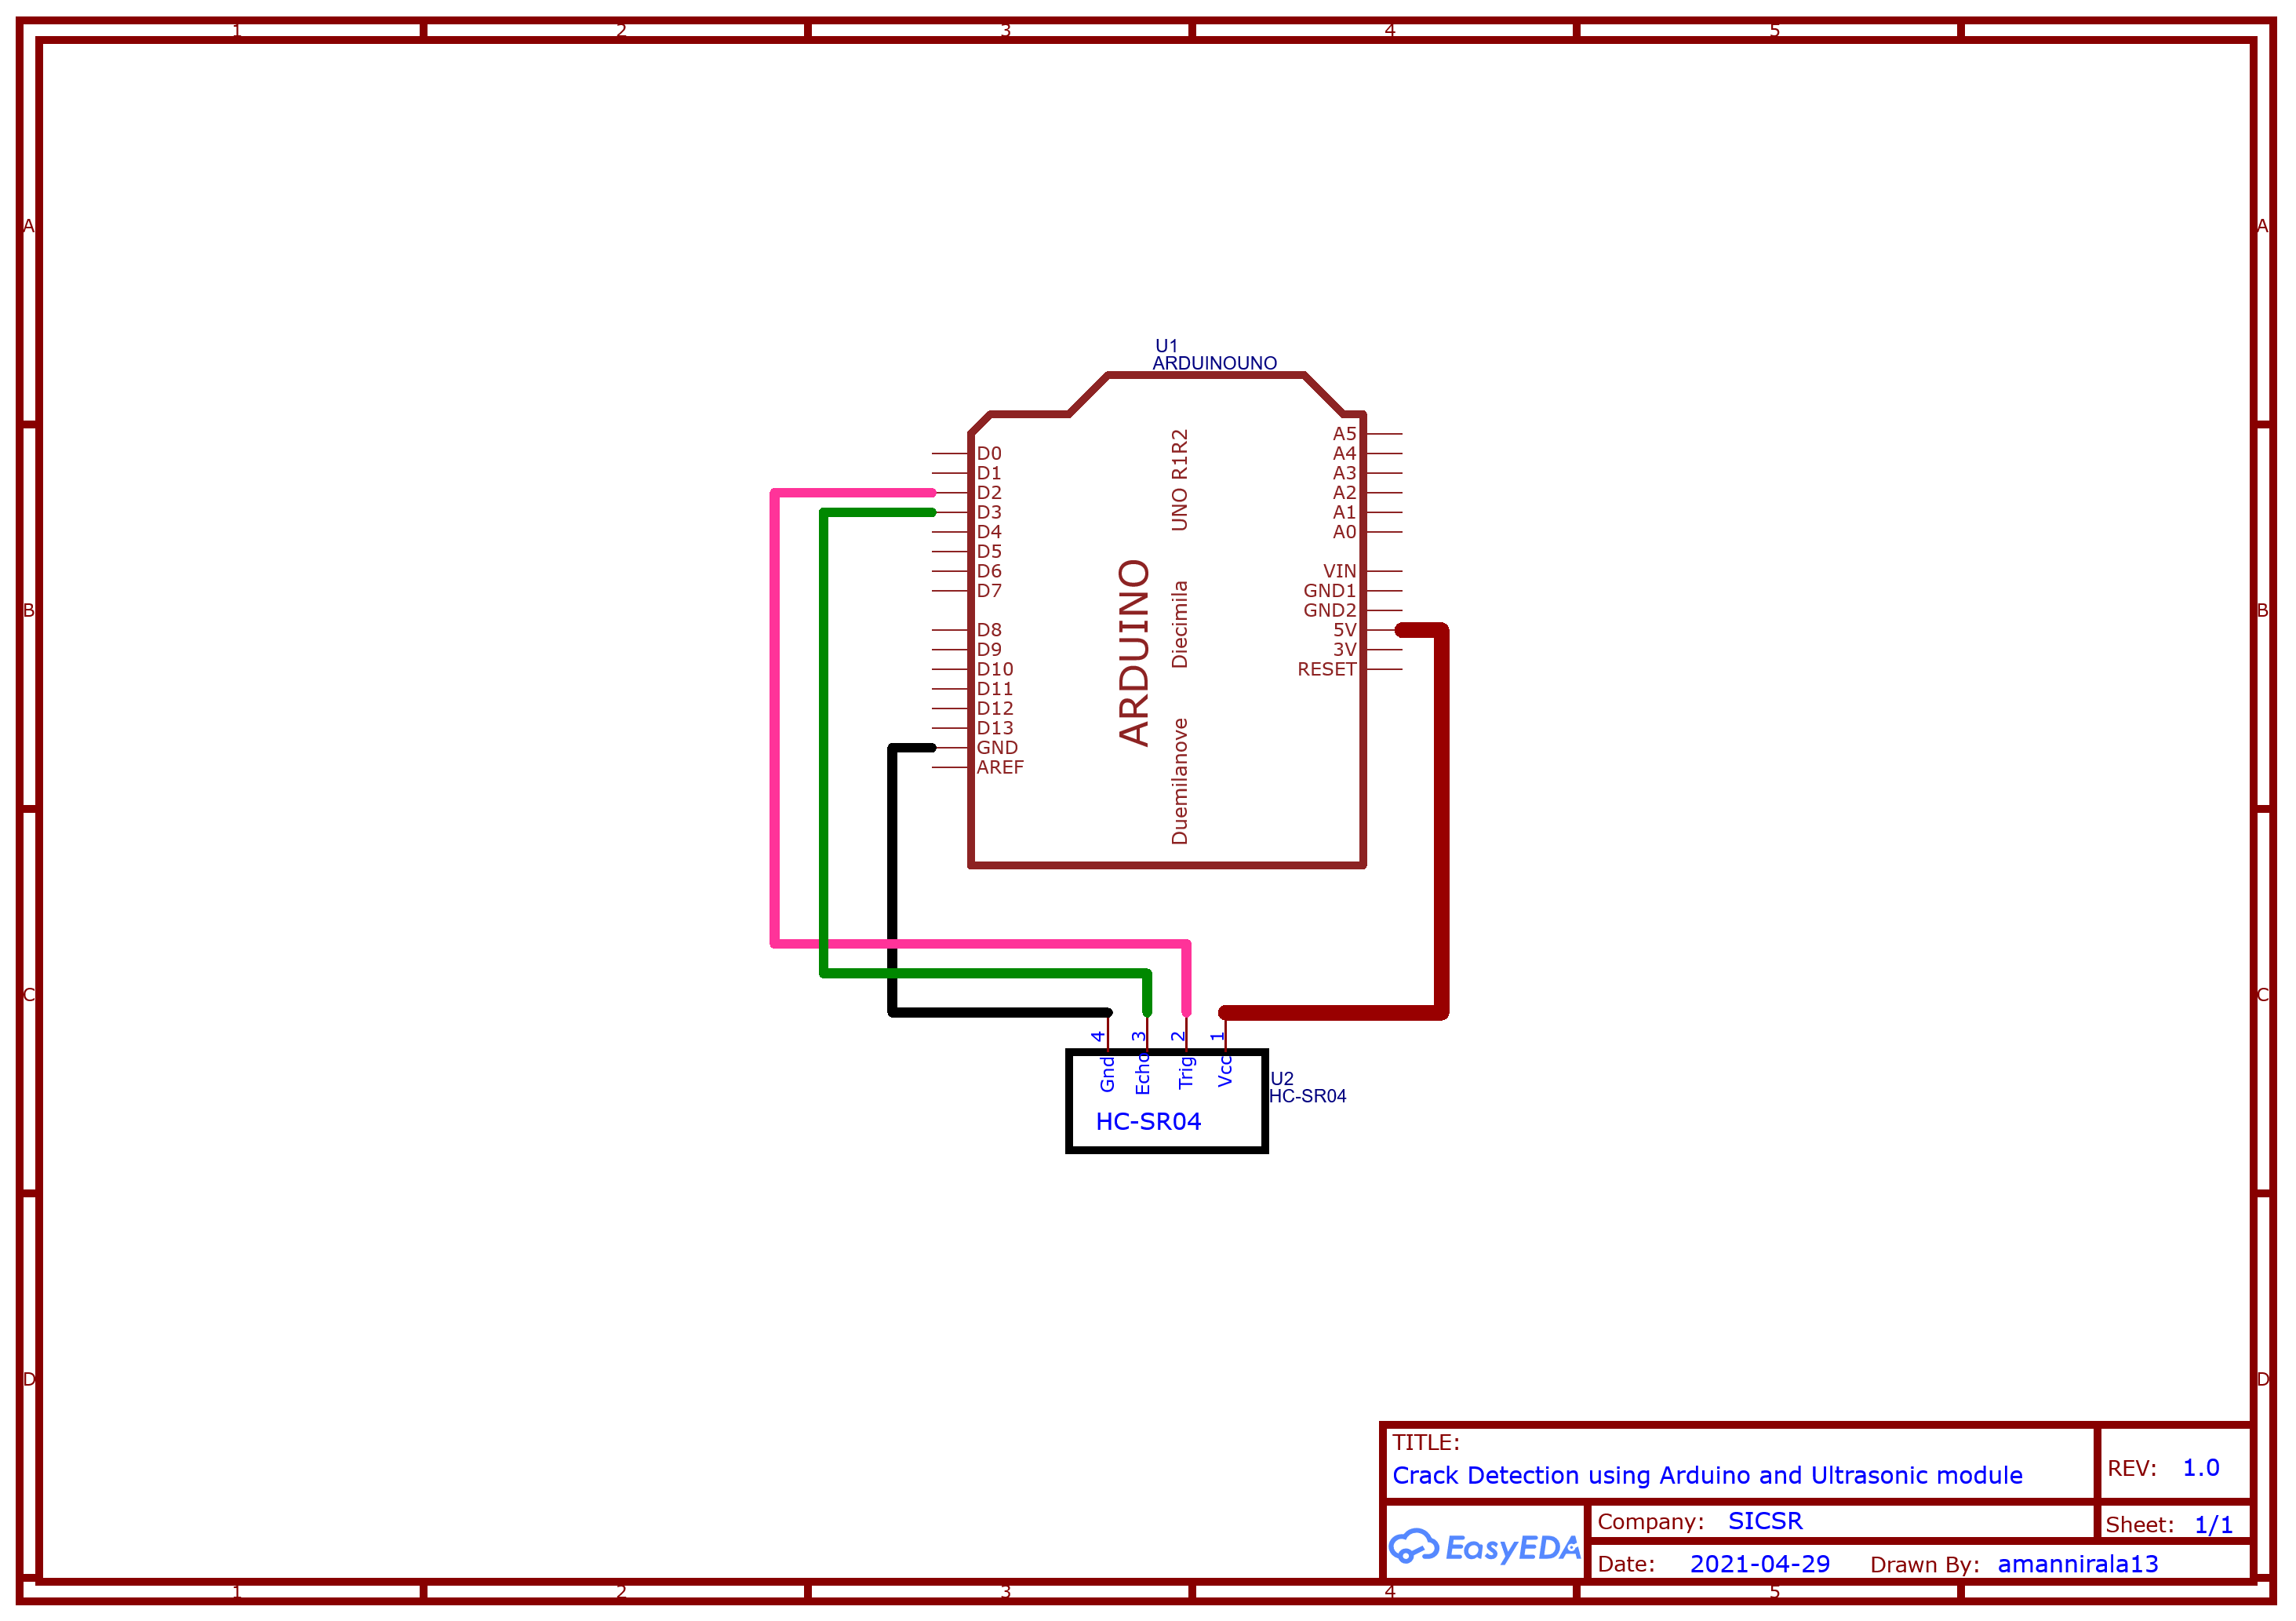 1 2 3 4 5
A A
B B
C C
D D
U1
ARDUINOUNO
D0
D1
D2
D3
D4
D5
D6
D7
D8
D9
D10
D11
D12
D13
GND
AREF
ARDUINO
UNO R1R2
Diecimila
Duemilanove
A5
A4
A3
A2
A1
A0
VIN
GND1
GND2
5V
3V
RESET
4 3 2 1
Gnd Echo Trig Vcc
HC-SR04
U2
HC-SR04
TITLE:
Crack Detection using Arduino and Ultrasonic module
REV: 1.0
EasyEDA
Company: SICSR
Sheet: 1/1
Date: 2021-04-29 Drawn By: amannirala13
1 2 3 4 5